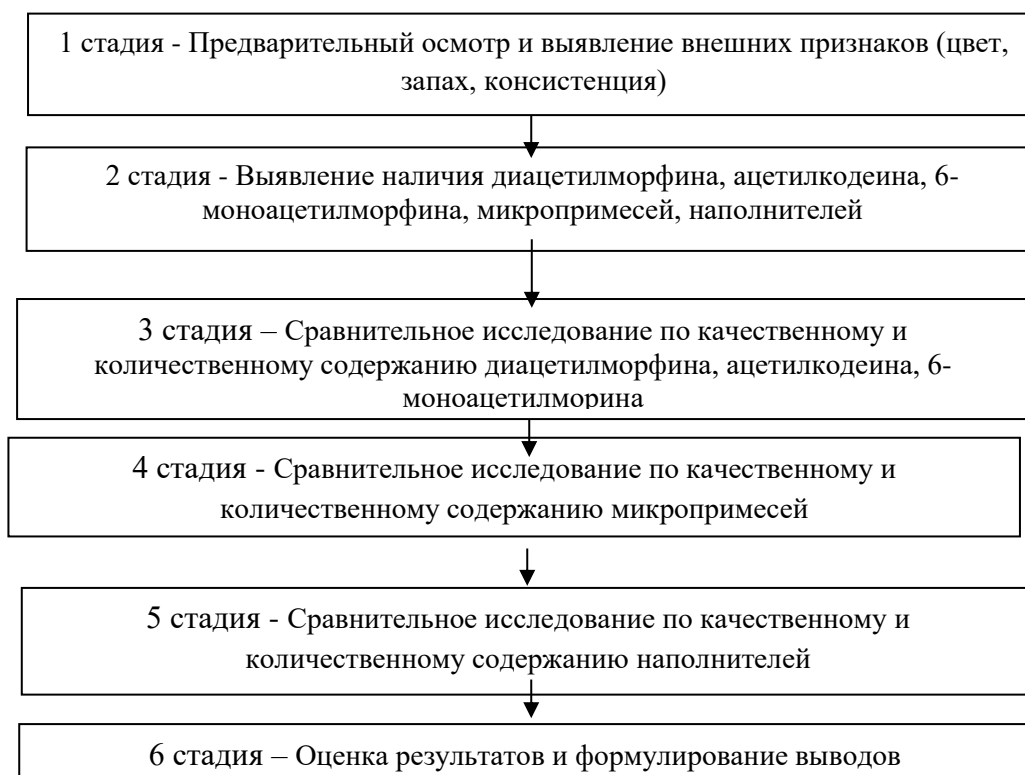 1 стадия - Предварительный осмотр и выявление внешних признаков (цвет,
запах, консистенция)
2 стадия - Выявление наличия диацетилморфина, ацетилкодеина, 6-
моноацетилморфина, микропримесей, наполнителей
3 стадия – Сравнительное исследование по качественному и
количественному содержанию диацетилморфина, ацетилкодеина, 6-
моноацетилморина
4 стадия - Сравнительное исследование по качественному и
количественному содержанию микропримесей
5 стадия - Сравнительное исследование по качественному и
количественному содержанию наполнителей
6 стадия – Оценка результатов и формулирование выводов